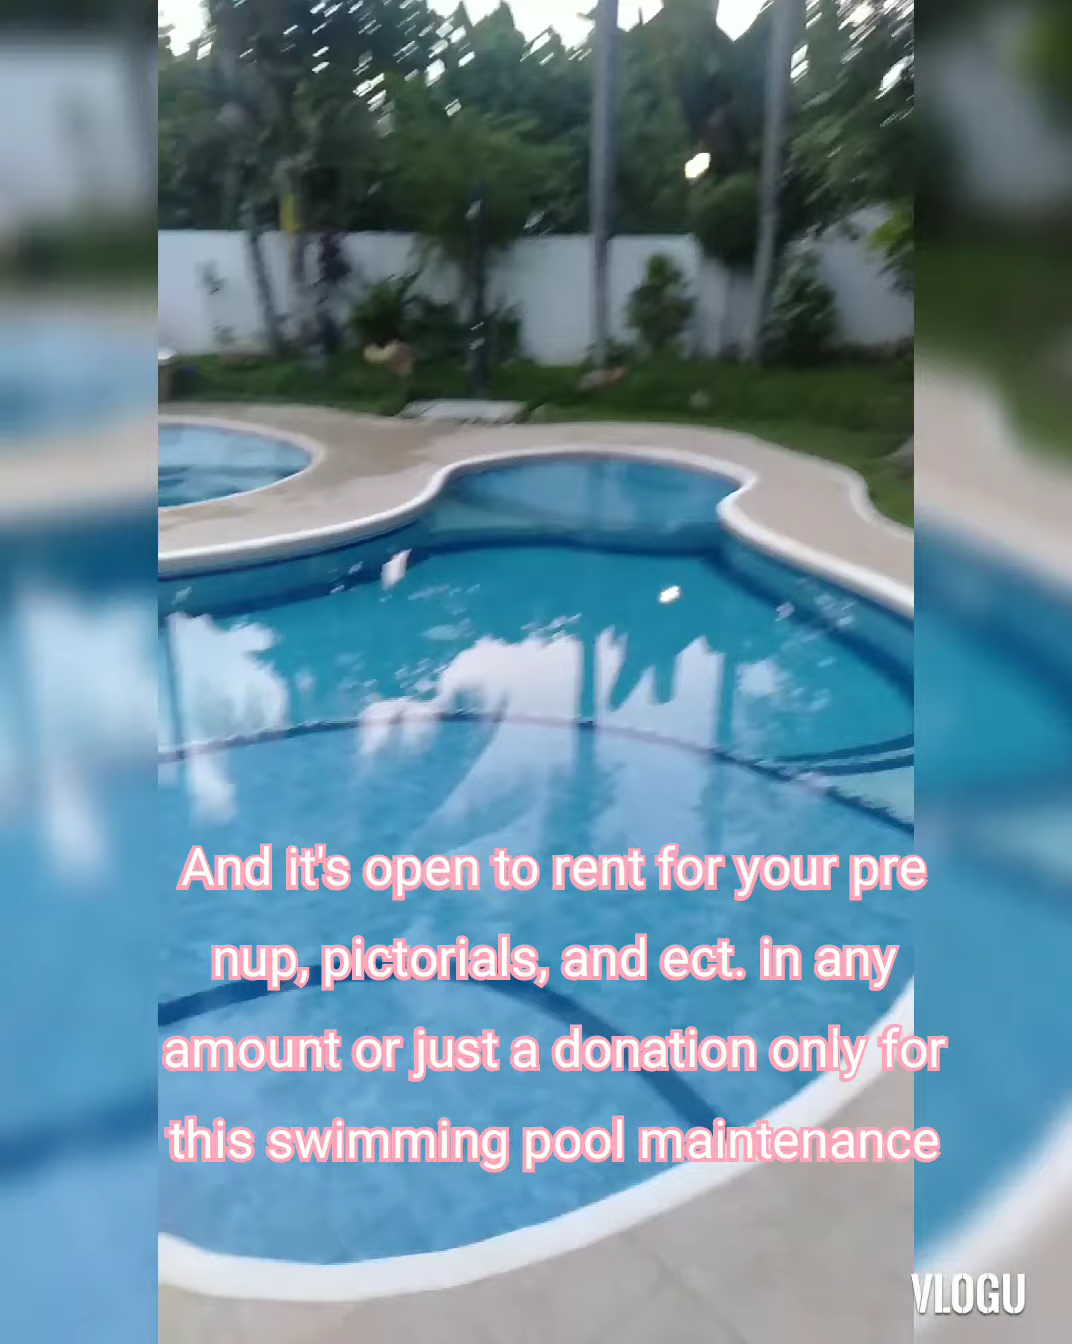 And it's open to rent for your pre
nup, pictorials, and ect. in any
amount or just a donation only for
this swimming pool maintenance
VLOGU